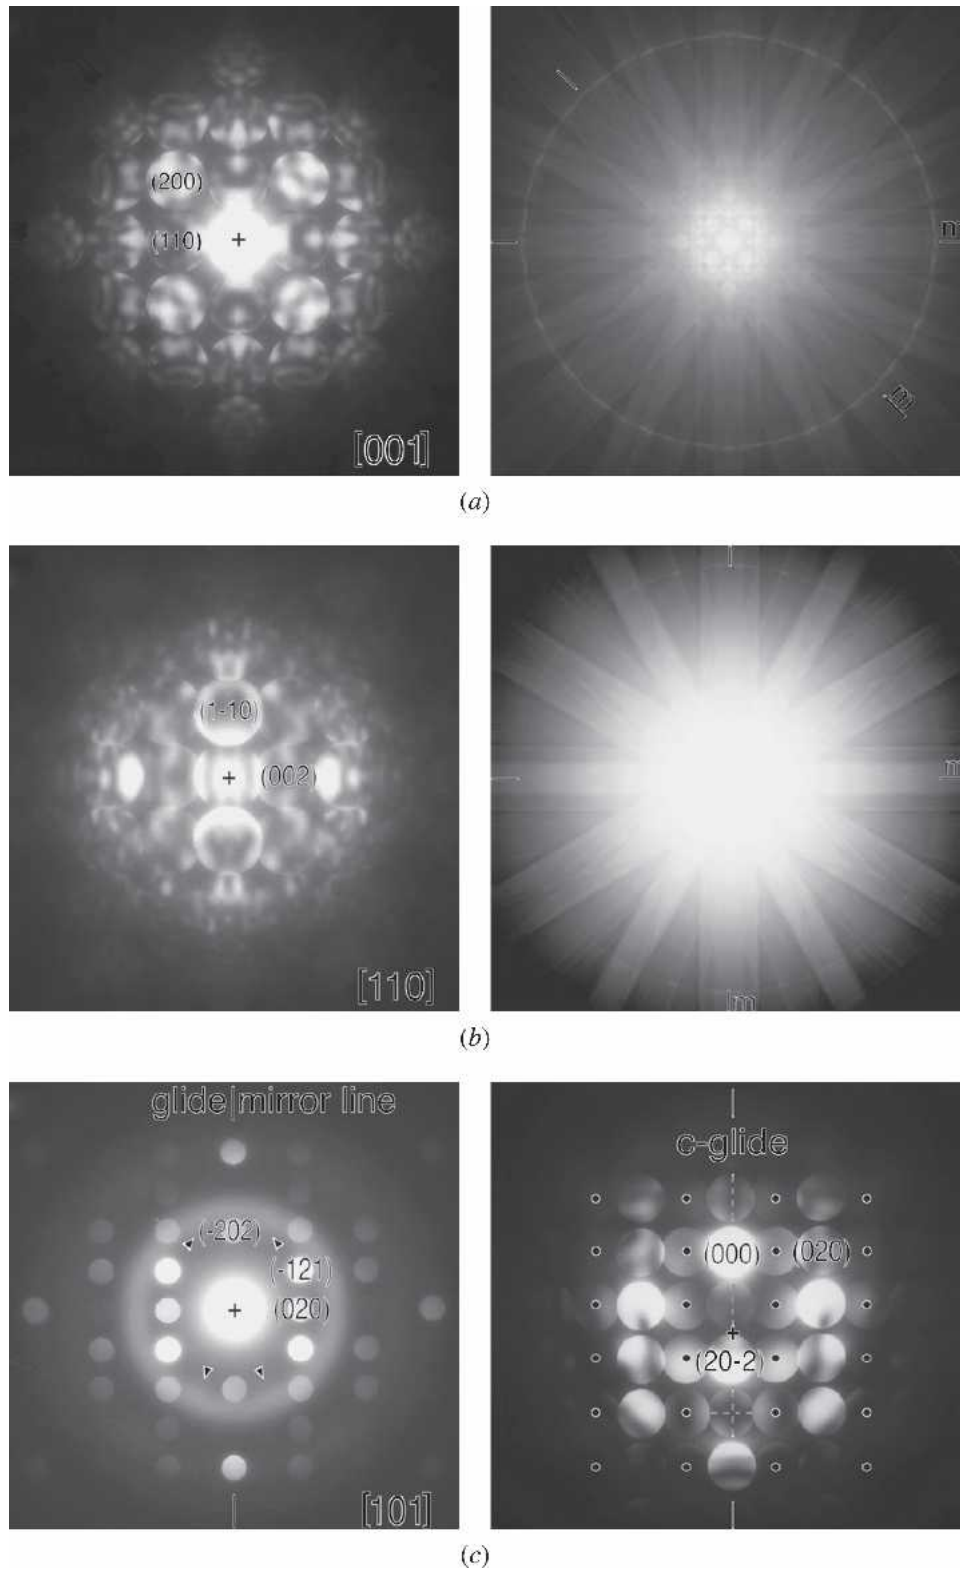 (200)
(110)
[001]
m
m
(a)
(1-10)
(002)
m
[110]
m
(b)
glide|mirror line
c-glide
(-202)
(000)
(020)
(-121)
(020)
(20-2)
[101]
(c)